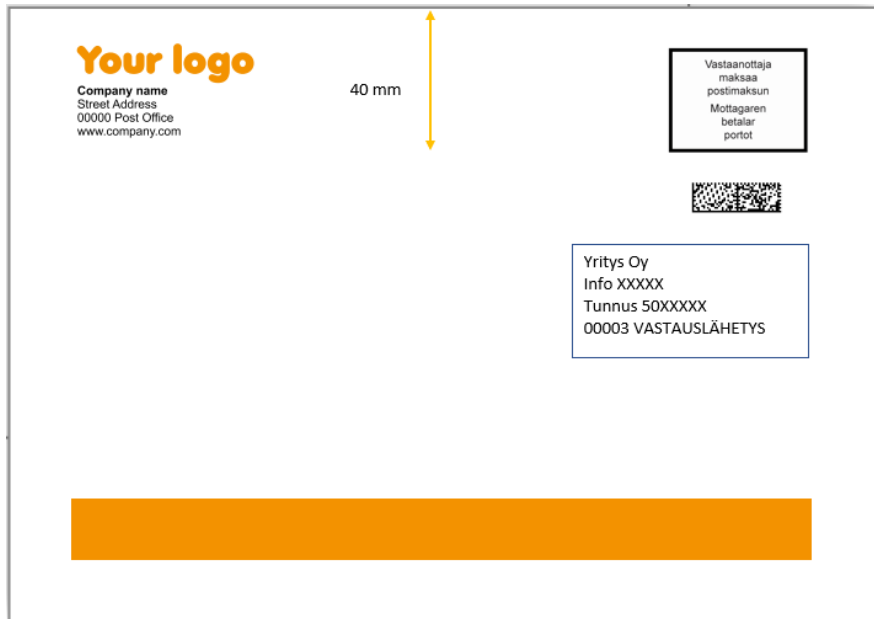 Your logo
Company name
Street Address
00000 Post Office
www.company.com
40 mm
Vastaanottaja
maksaa
postimaksun
Mottagaren
betalar
portot
Yritys Oy
Info XXXXX
Tunnus 50XXXXX
00003 VASTAUSLÄHETYS